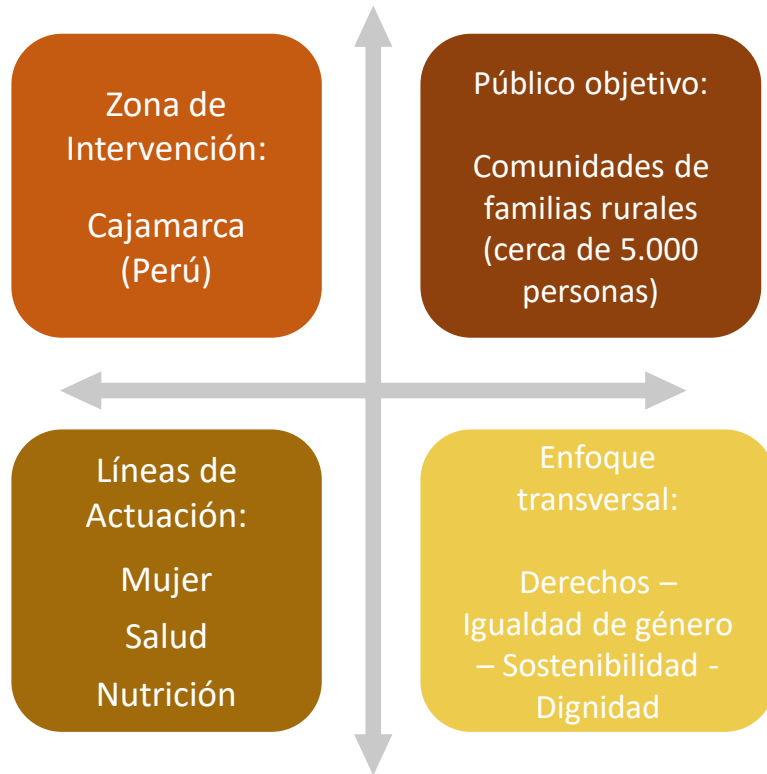 Zona de
Intervención:
Cajamarca
(Perú)
Público objetivo:
Comunidades de
familias rurales
(cerca de 5.000
personas)
Líneas de
Actuación:
Mujer
Salud
Nutrición
Enfoque
transversal:
Derechos –
Igualdad de género
– Sostenibilidad -
Dignidad